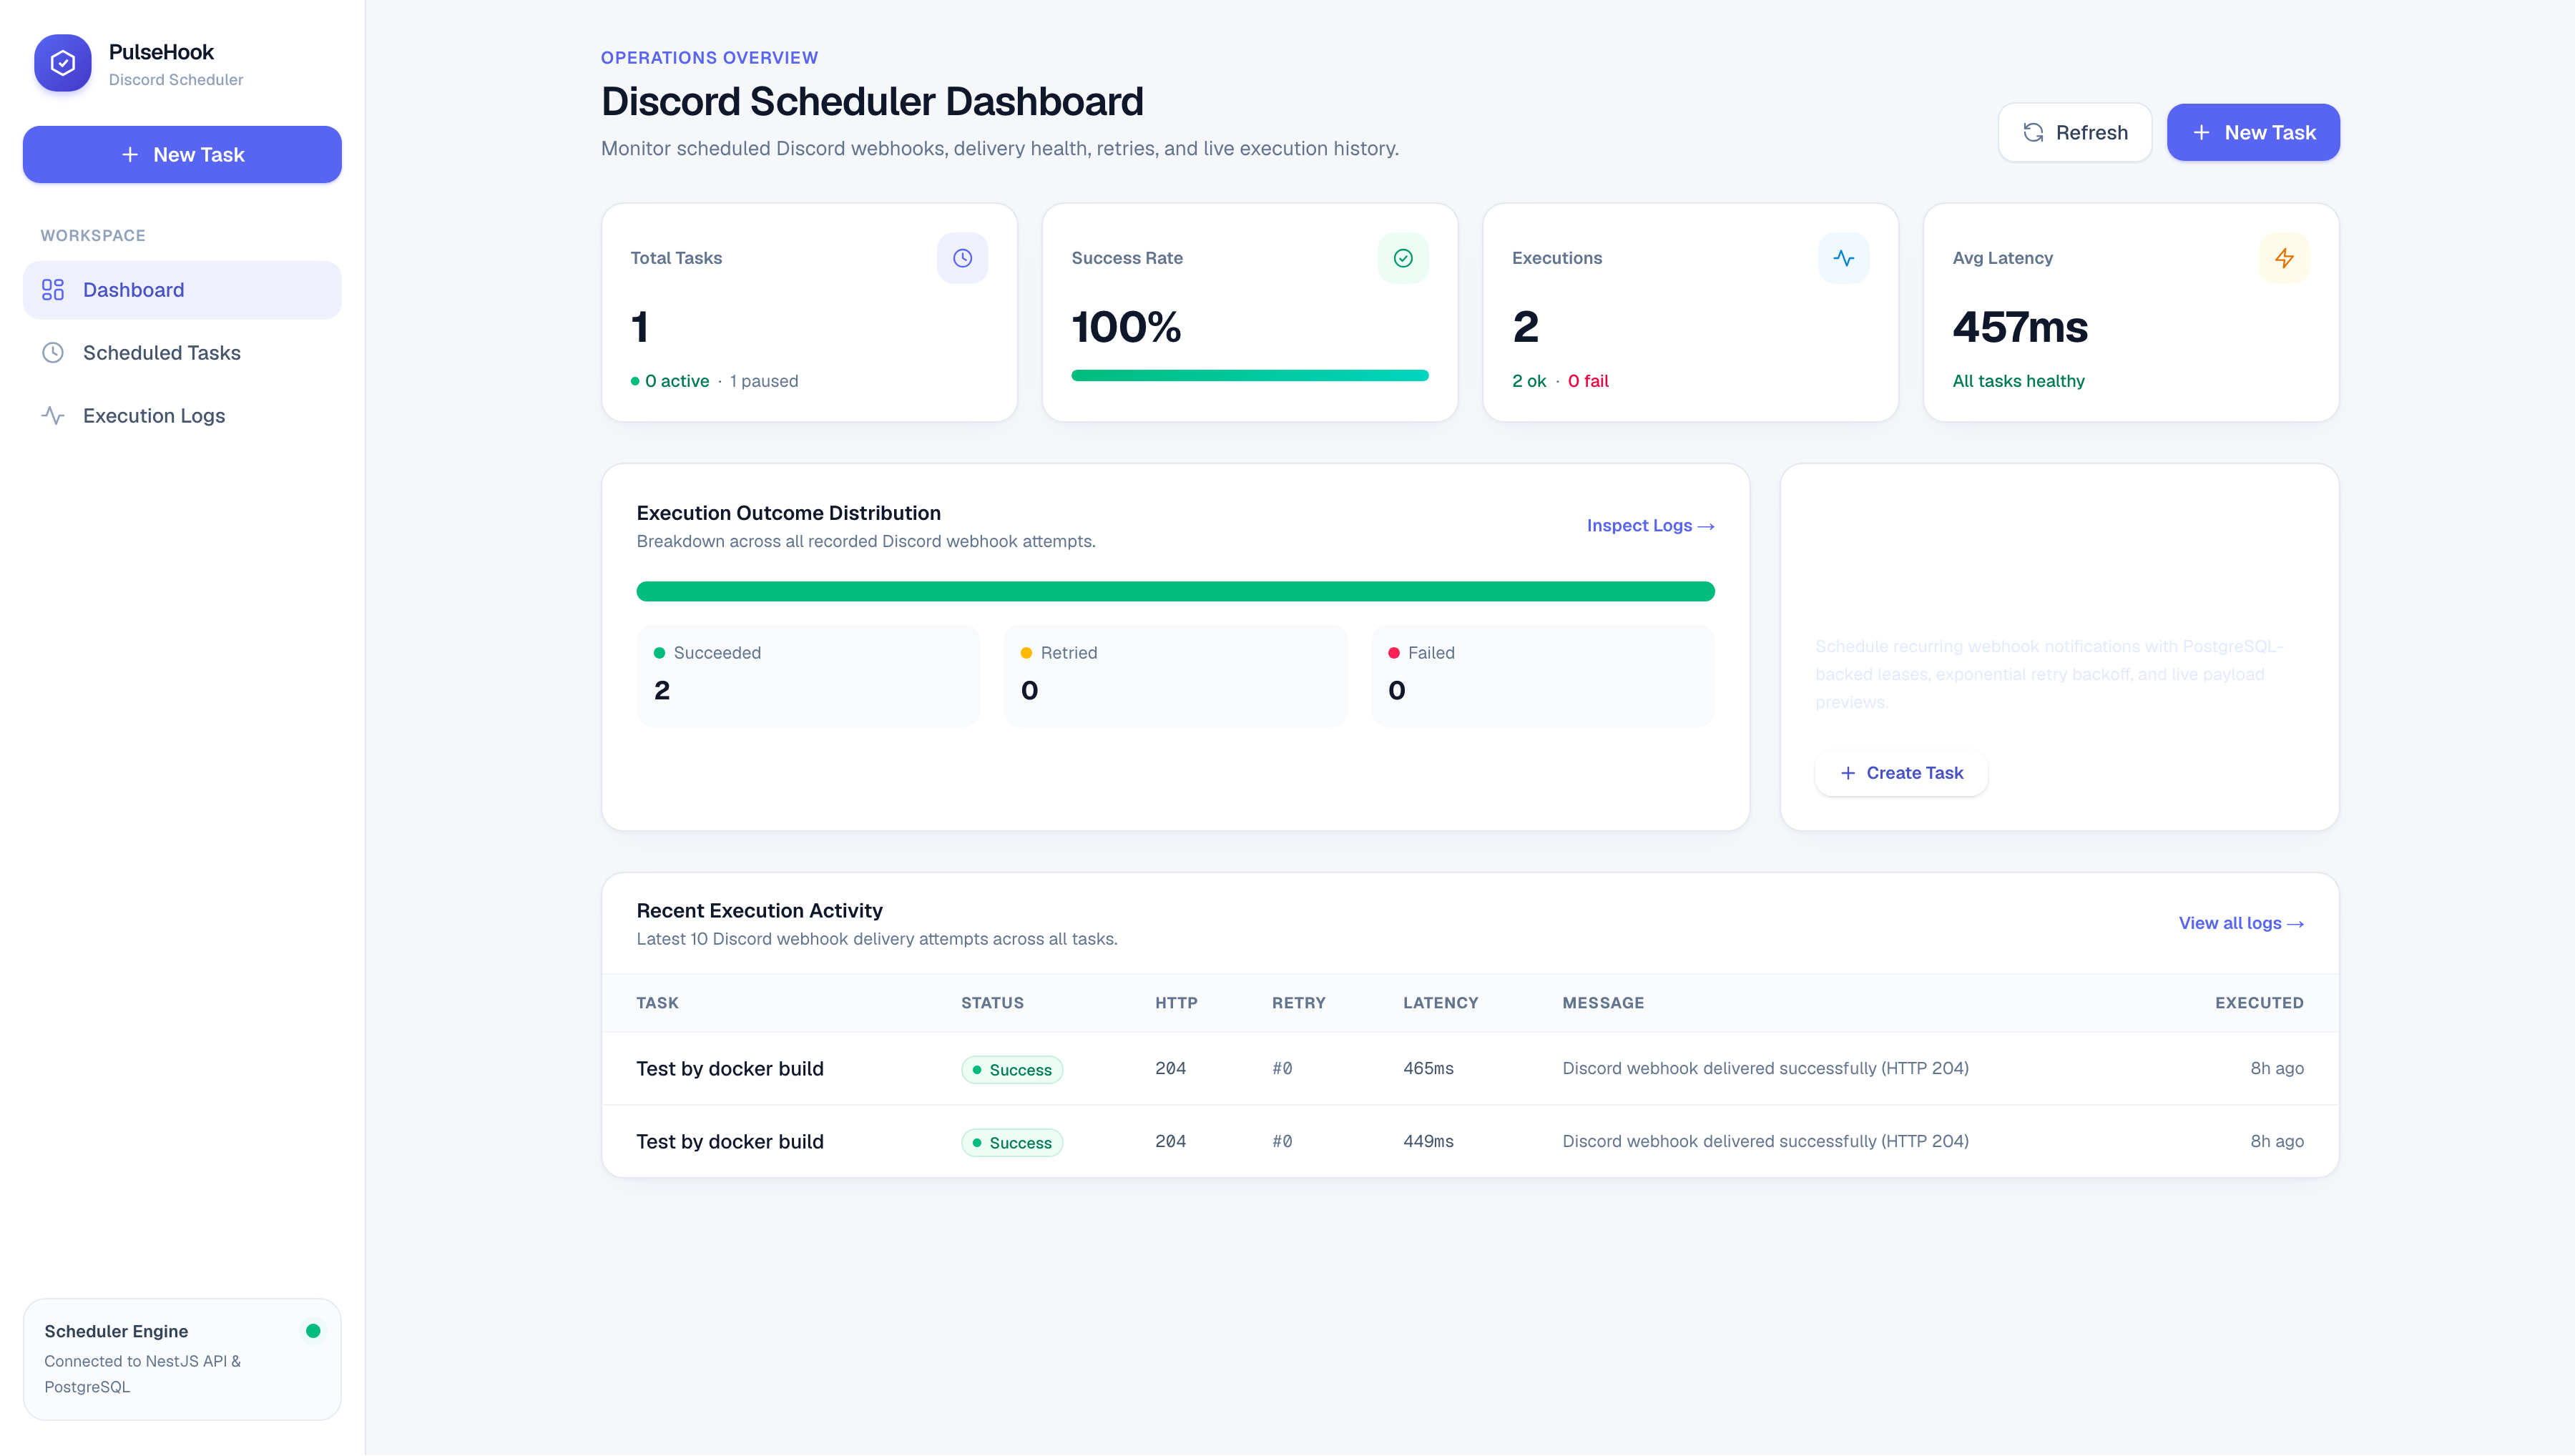 PulseHook
Discord Scheduler
New Task
WORKSPACE
Dashboard
Scheduled Tasks
Execution Logs
Scheduler Engine
Connected to NestJS API &
PostgreSQL
OPERATIONS OVERVIEW
Discord Scheduler Dashboard
Monitor scheduled Discord webhooks, delivery health, retries, and live execution history.
Refresh
New Task
Total Tasks
1
0 active · 1 paused
Success Rate
100%
Executions
2
2 ok · 0 fail
Avg Latency
457ms
All tasks healthy
Execution Outcome Distribution
Breakdown across all recorded Discord webhook attempts.
Inspect Logs →
Succeeded
2
Retried
0
Failed
0
Schedule recurring webhook notifications with PostgreSQL-
backed leases, exponential retry backoff, and live payload
previews.
Create Task
Recent Execution Activity
Latest 10 Discord webhook delivery attempts across all tasks.
View all logs →
TASK STATUS HTTP RETRY LATENCY MESSAGE EXECUTED
Test by docker build Success 204 #0 465ms Discord webhook delivered successfully (HTTP 204) 8h ago
Test by docker build Success 204 #0 449ms Discord webhook delivered successfully (HTTP 204) 8h ago